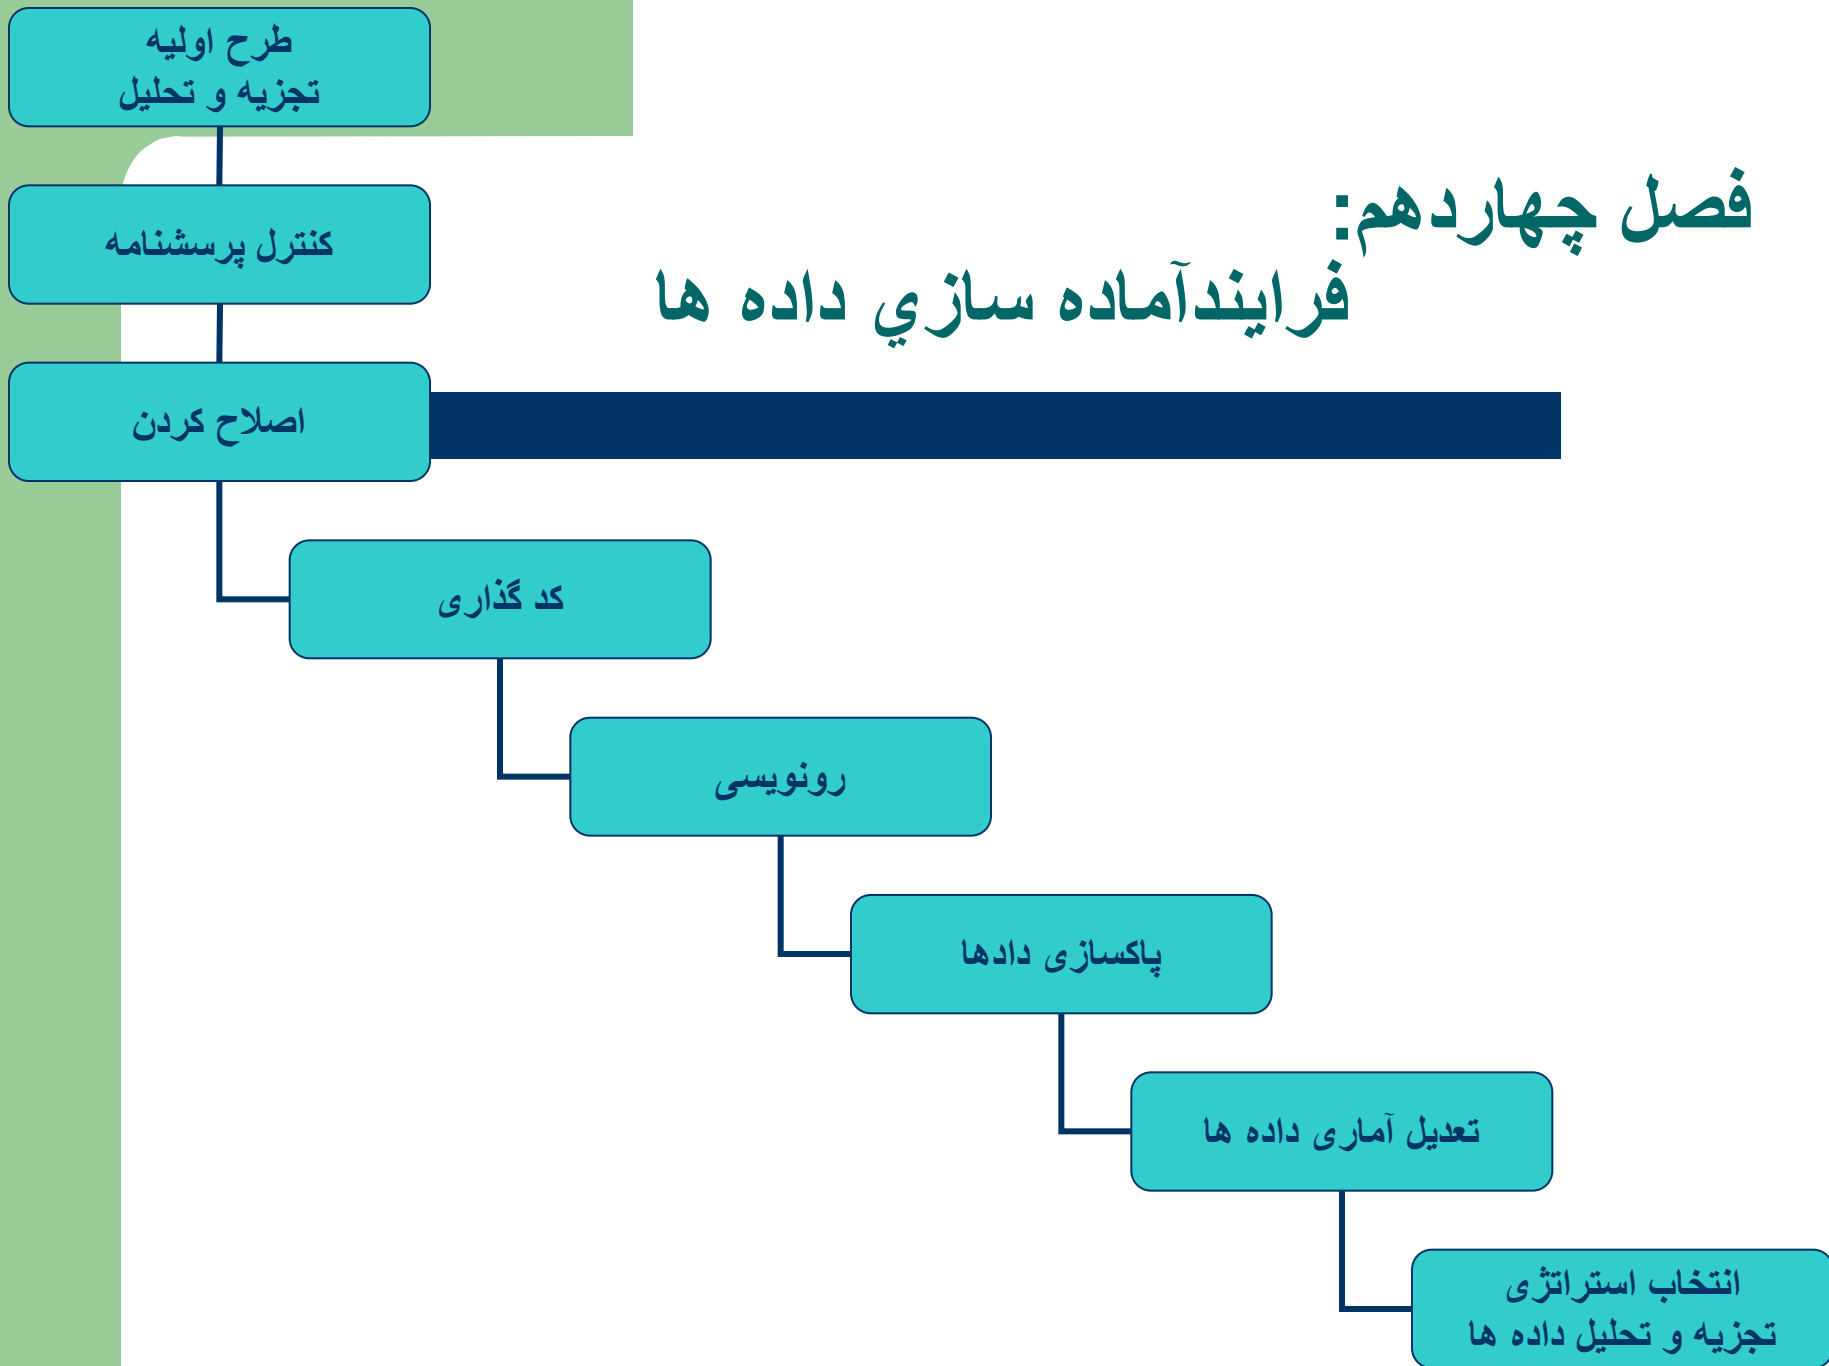 فصل چهاردهم:
فرايندآماده سازي داده ها
طرح اولیه
تجزیه و تحلیل
کنترل پرسشنامه
اصلاح کردن
کد گذاری
رونویسی
پاکسازی دادها
تعدیل آماری داده ها
انتخاب استراتژی
تجزیه و تحلیل داده ها